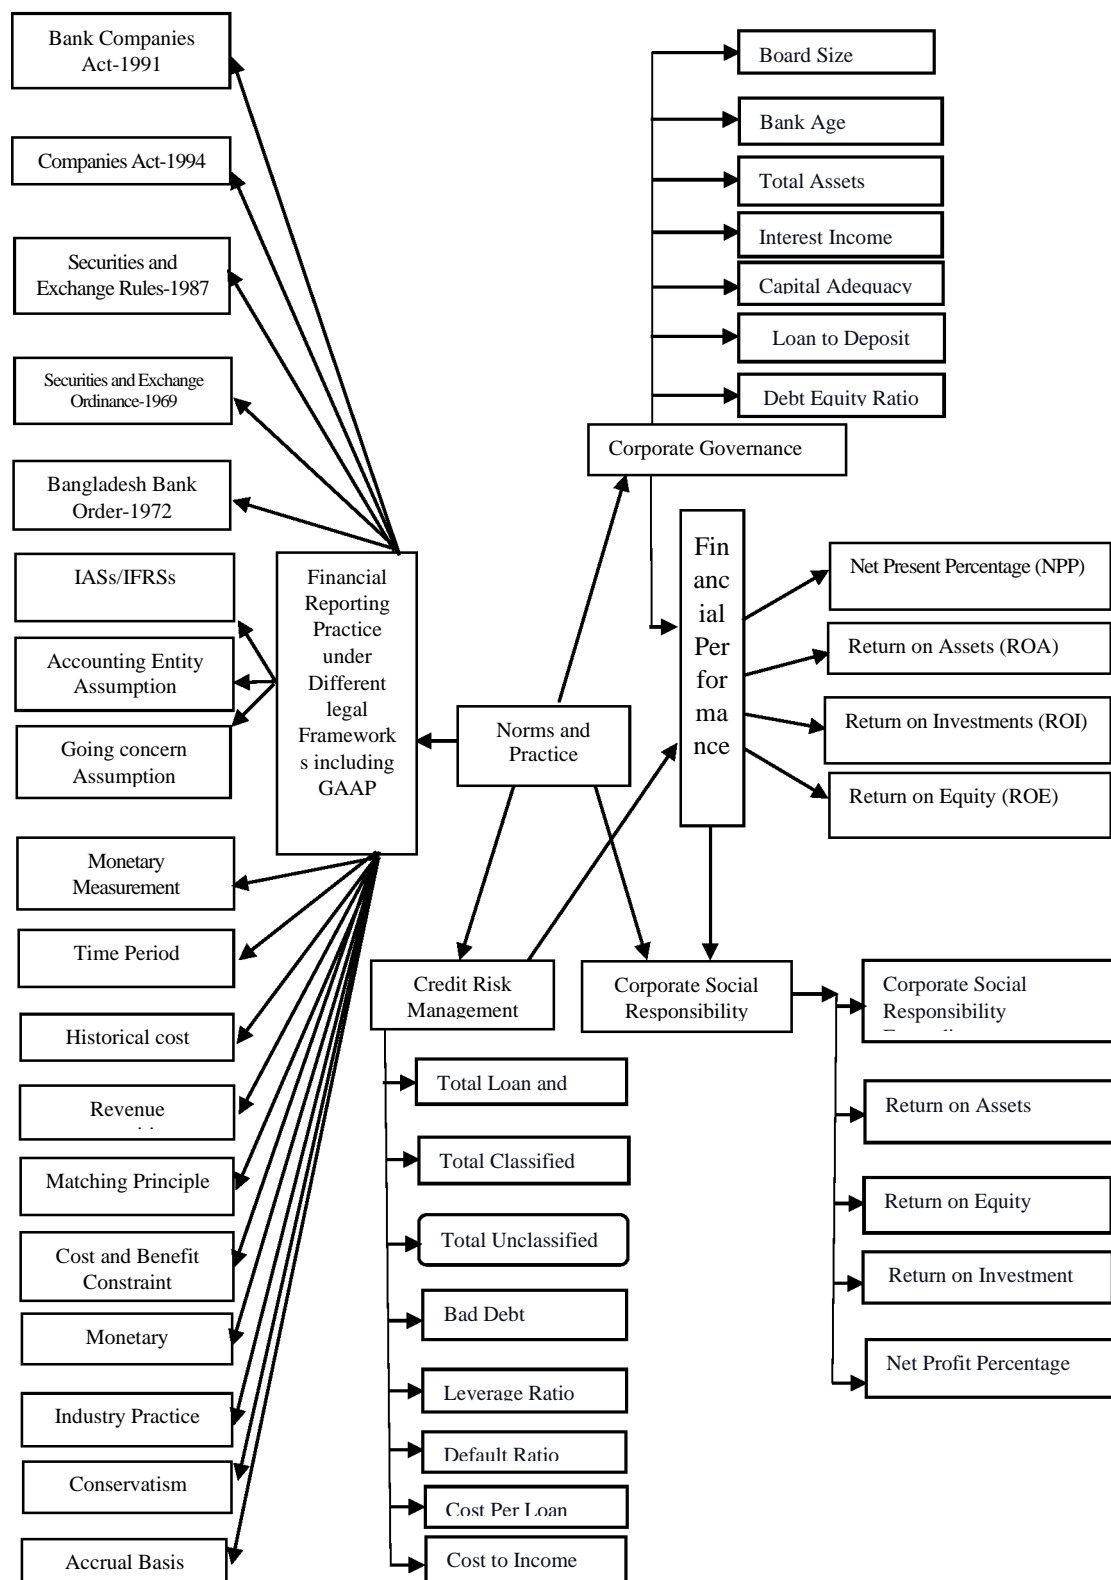 Bank Companies
Act-1991
Companies Act-1994
Securities and
Exchange Rules-1987
Securities and Exchange
Ordinance-1969
Bangladesh Bank
Order-1972
IASs/IFRSs
Accounting Entity
Assumption
Going concern
Assumption
Monetary
Measurement
Time Period
Historical cost
Revenue
Matching Principle
Cost and Benefit
Constraint
Monetary
Industry Practice
Conservatism
Accrual Basis
Financial
Reporting
Practice
under
Different
legal
Framework
s including
GAAP
Norms and
Practice
Board Size
Bank Age
Total Assets
Interest Income
Capital Adequacy
Loan to Deposit
Debt Equity Ratio
Corporate Governance
Fin
anc
ial
Per
for
ma
nce
Net Present Percentage (NPP)
Return on Assets (ROA)
Return on Investments (ROI)
Return on Equity (ROE)
Credit Risk
Management
Total Loan and
Total Classified
Total Unclassified
Bad Debt
Leverage Ratio
Default Ratio
Cost Per Loan
Cost to Income
Corporate Social
Responsibility
Corporate Social
Responsibility
Return on Assets
Return on Equity
Return on Investment
Net Profit Percentage